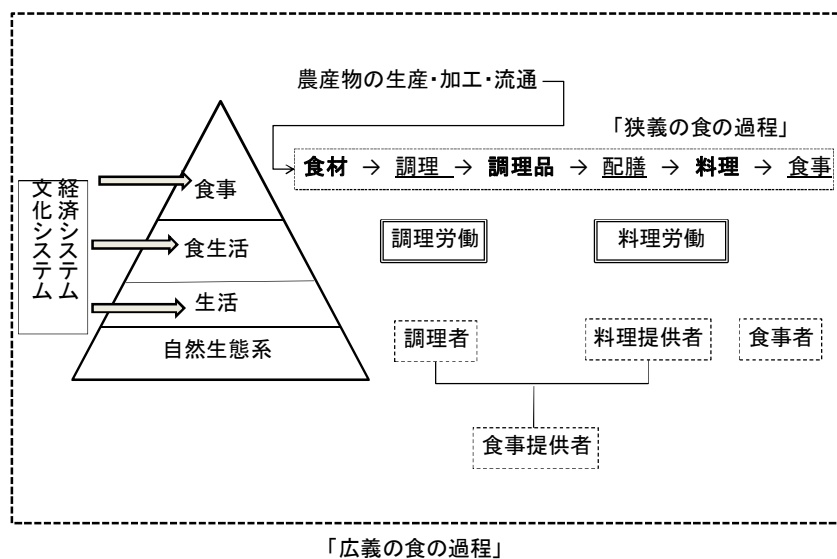 農産物の生産・加工・流通
「狭義の食の過程」
食材 → 調理 → 調理品 → 配膳 → 料理 → 食事
経済システム
文化システム
食事
食生活
生活
自然生態系
調理労働
料理労働
調理者
料理提供者
食事者
食事提供者
「広義の食の過程」